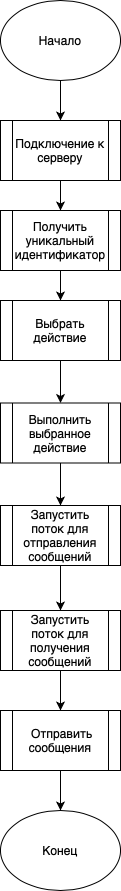 Начало
Подключение к
серверу
Получить
уникальный
идентификатор
Выбрать
действие
Выполнить
выбранное
действие
Запустить
поток для
отправления
сообщений
Запустить
поток для
получения
сообщений
Отправить
сообщения
Конец